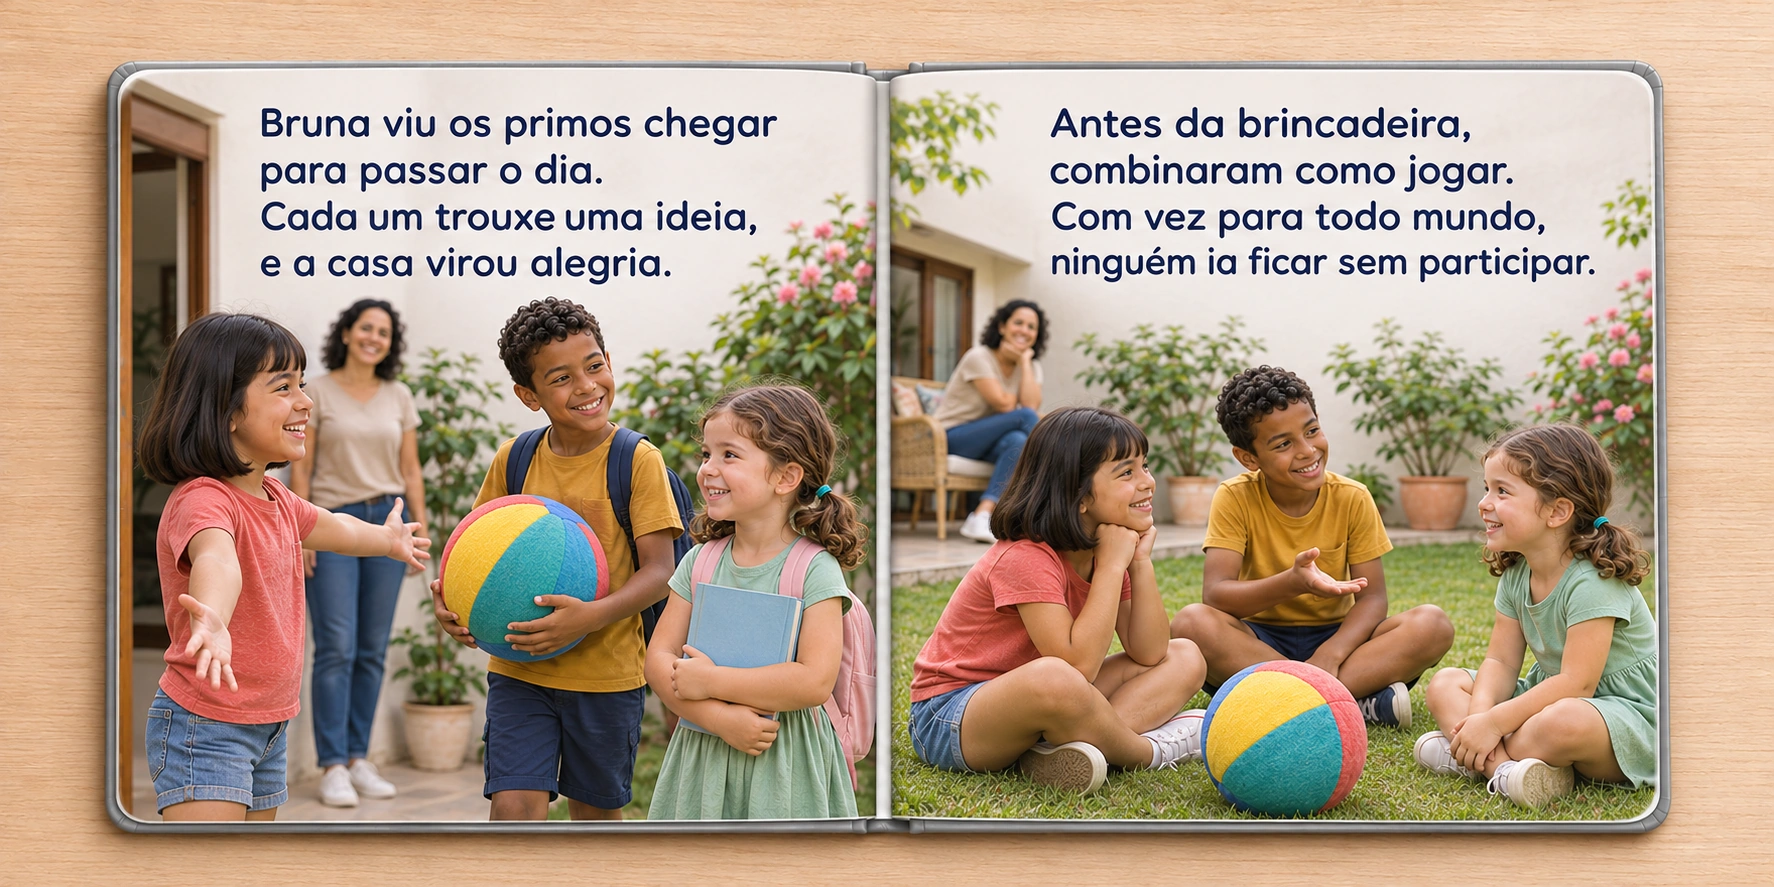 Bruna viu os primos chegar
para passar o dia.
Cada um trouxe uma ideia,
e a casa virou alegria.
Antes da brincadeira,
combinaram como jogar.
Com vez para todo mundo,
ninguém ia ficar sem participar.